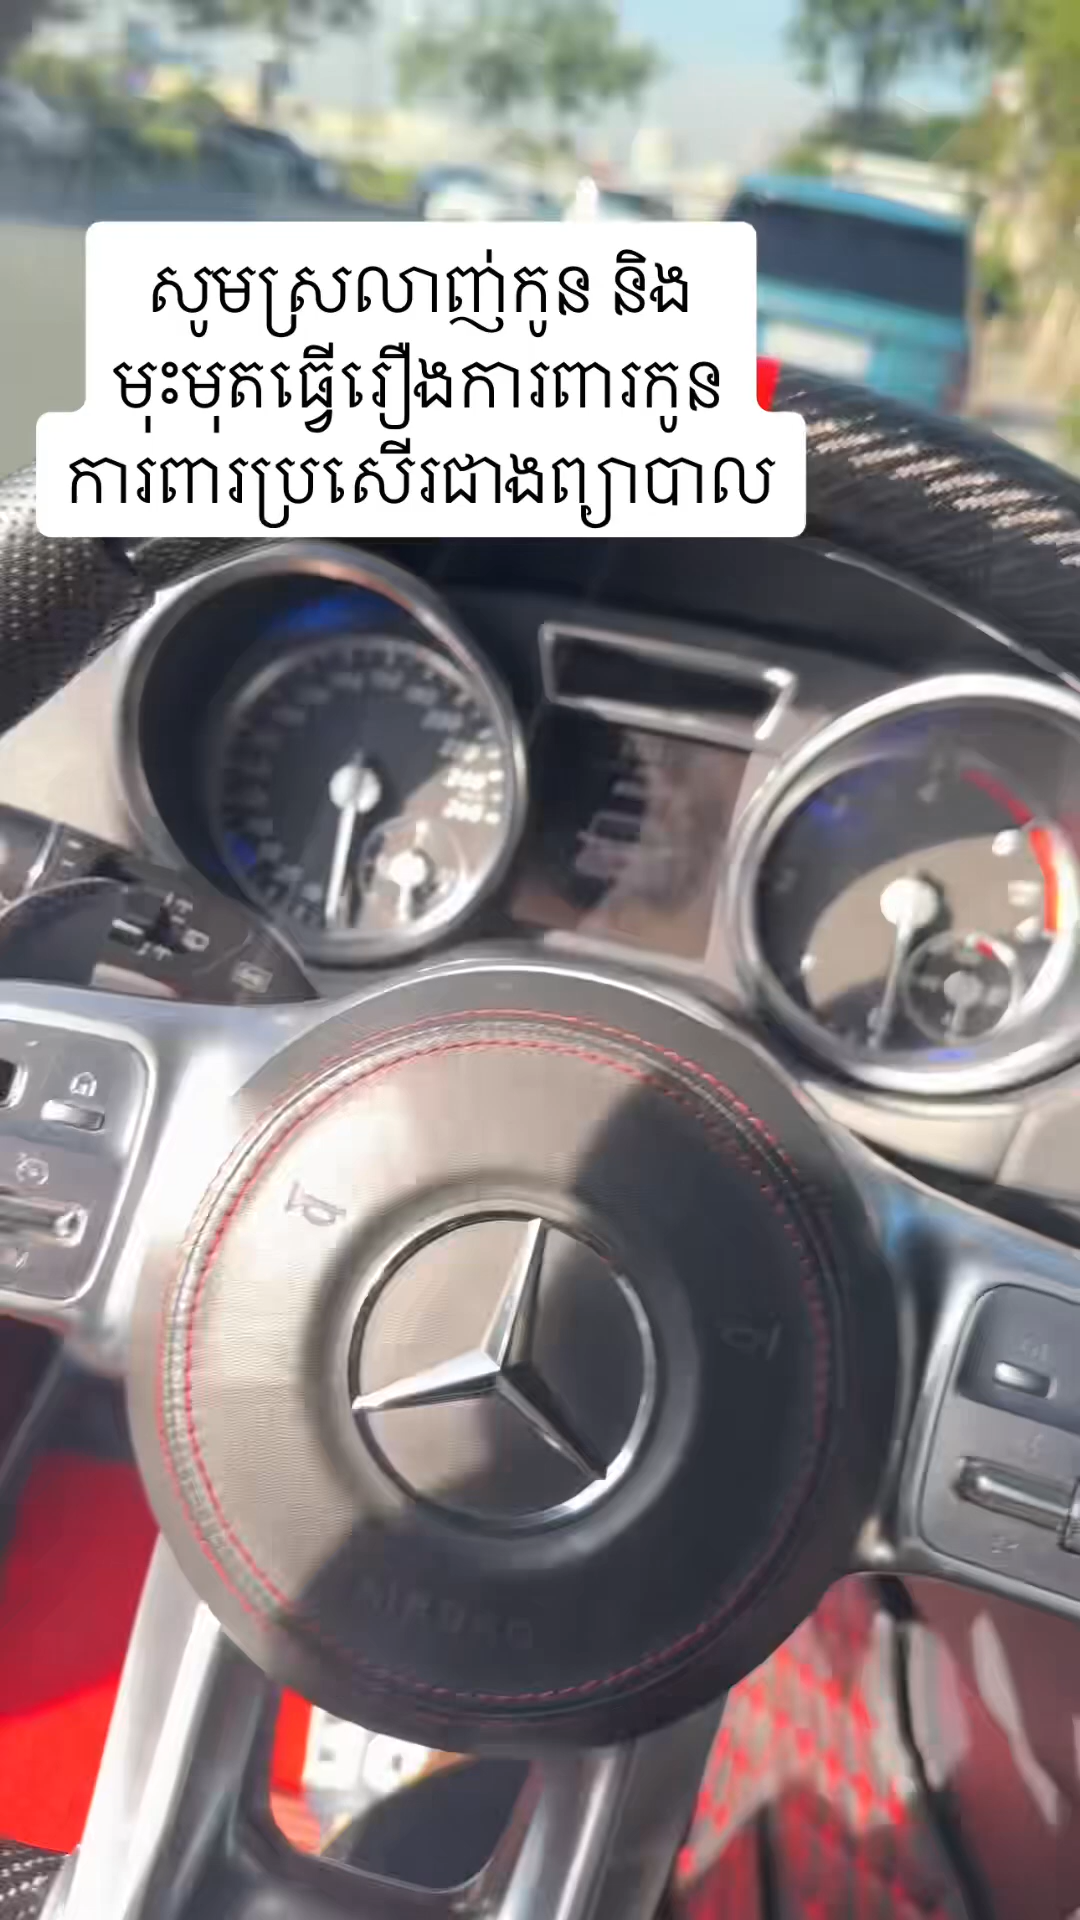 សូមស្រលាញ់កូន និង
មុះមុតធ្វើរឿងការពារកូន
ការពារប្រសើរជាងព្យាបាល